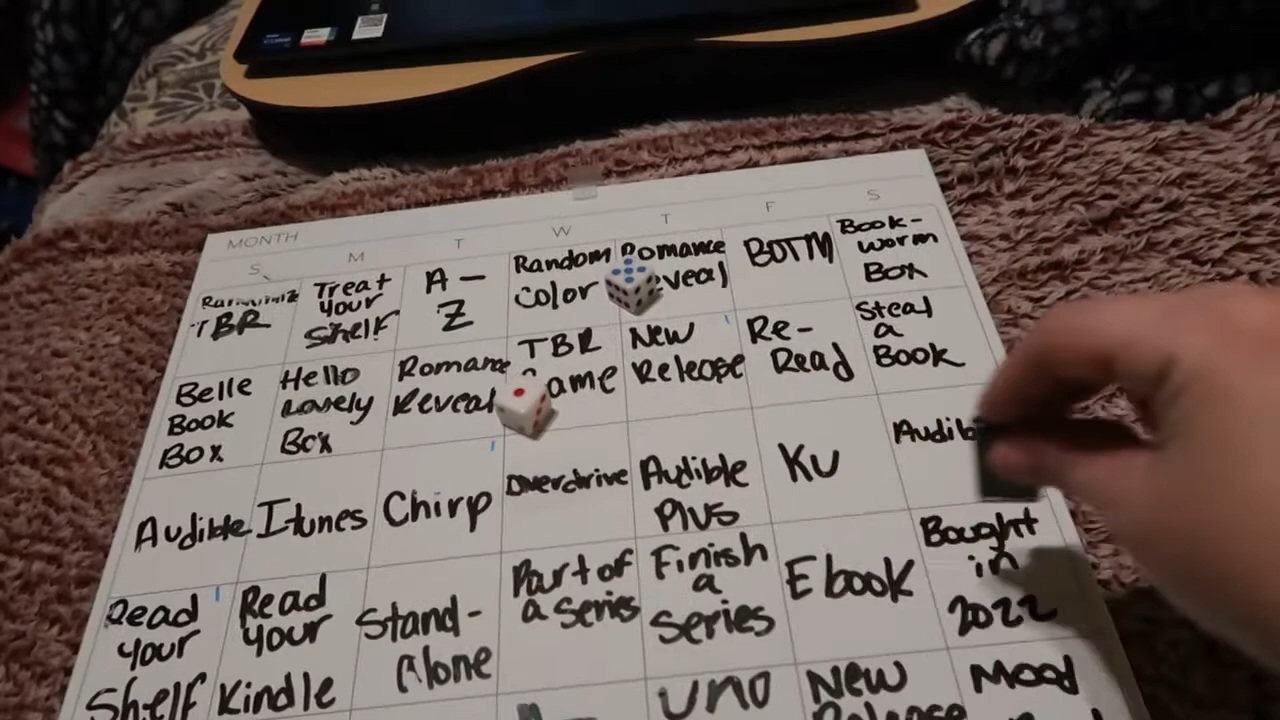 MONTH
S M T W T F S
TBR
Treat
your
Shelf
A –
Z
Random
Color
Romance
Reveal
BOTM
Book-
worm
Box
Belle
Book
Box
Hello
Lovely
Box
Romance
Reveal
TBR
Game
New
Release
Re-
Read
Steal
a
Book
Audible
Itunes
Chirp
Overdrive
Audible
Plus
KU
Audib
Read
your
Shelf
Read
your
Kindle
Stand-
Alone
Part of
a series
Finish
a
Series
Ebook
Bought
in
2022
UNO
New
Release
Mood